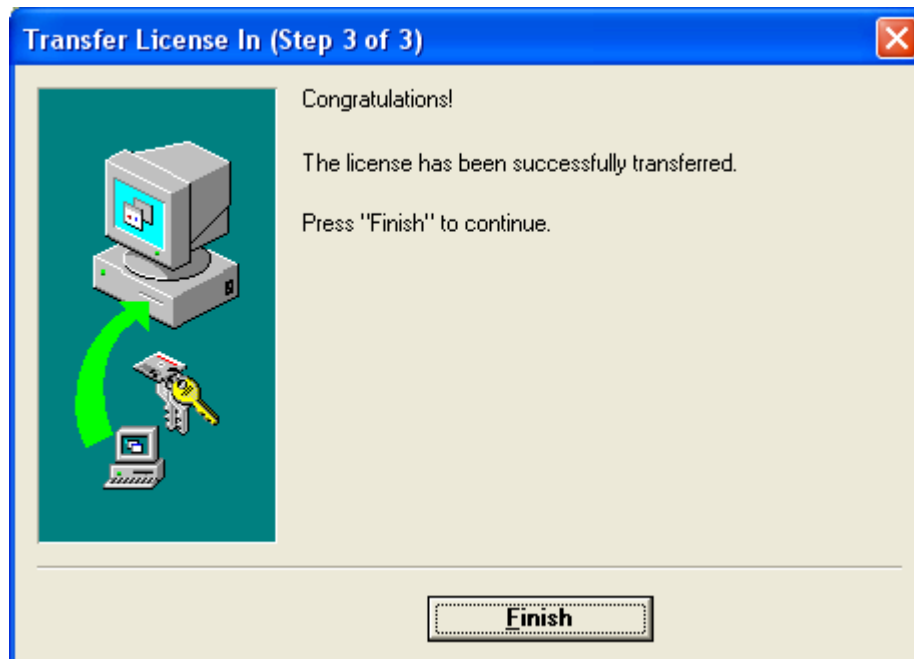 Transfer License In (Step 3 of 3)
Congratulations!
The license has been successfully transferred.
Press "Finish" to continue.
Finish